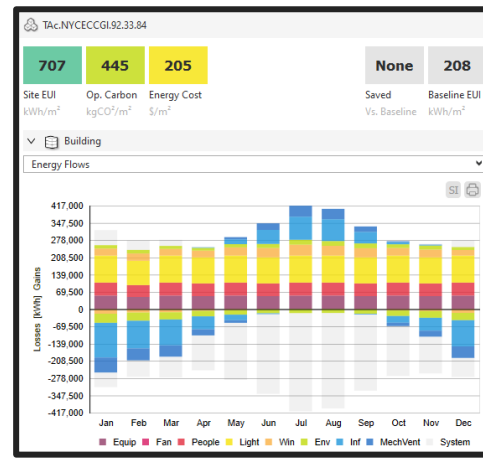 TAc.NYCECCGI.92.33.84
707 445 205 None 208
Site EUI Op. Carbon Energy Cost Saved Baseline EUI
kWh/m² kgCO²/m² $/m² Vs. Baseline kWh/m²
Building
Energy Flows
SI
417,000
347,500
278,000
208,500
139,000
69,500
0
-69,500
-139,000
-208,500
-278,000
-347,500
-417,000
Losses [kWh] Gains
Jan Feb Mar Apr May Jun Jul Aug Sep Oct Nov Dec
Equip Fan People Light Win Env Inf MechVent System